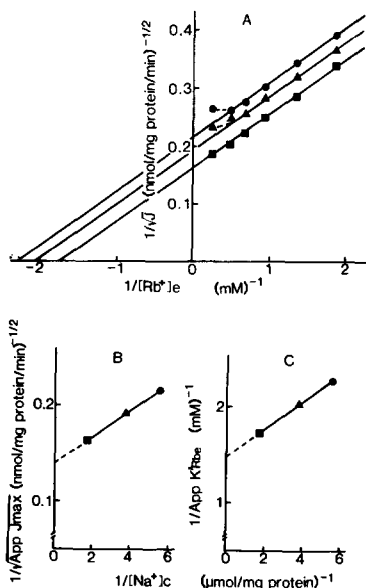 A
0.4
0.3
0.2
0.1
1/√J (nmol/mg protein/min)⁻¹/²
-2
-1
0
1
2
1/[Rb⁺]e (mM)⁻¹
B
0.2
0.1
1/√App Jmax (nmol/mg protein/min)⁻¹/²
0
2
4
6
1/[Na⁺]c
C
2
1
1/App K'Rbe (mM)⁻¹
0
2
4
6
(μmol/mg protein)⁻¹